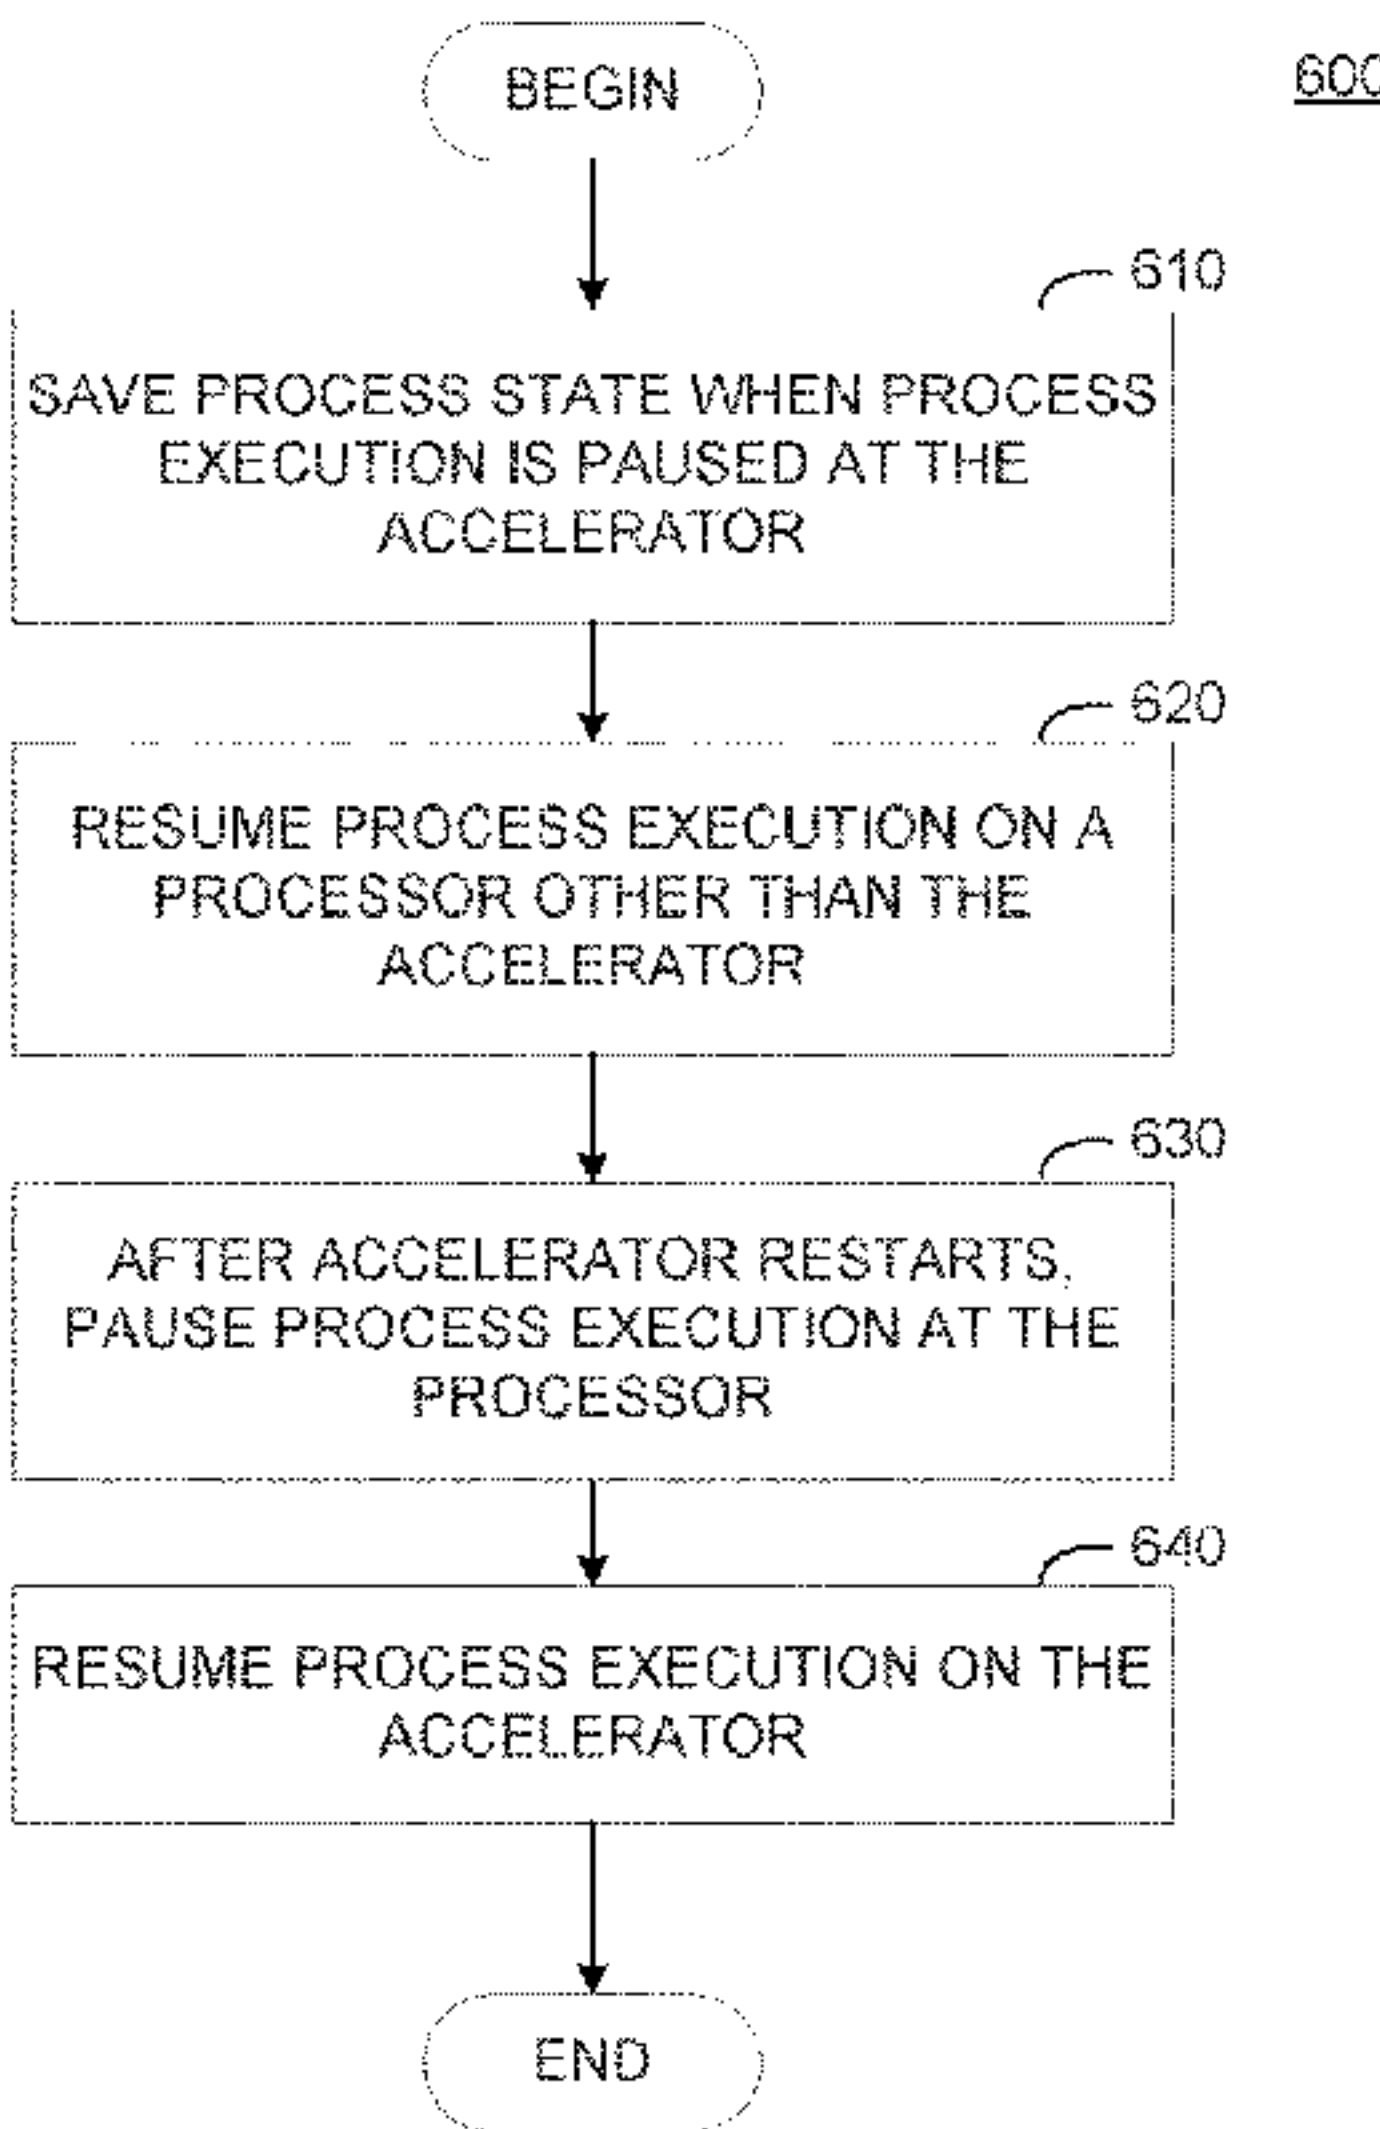 BEGIN
600
610
SAVE PROCESS STATE WHEN PROCESS
EXECUTION IS PAUSED AT THE
ACCELERATOR
620
RESUME PROCESS EXECUTION ON A
PROCESSOR OTHER THAN THE
ACCELERATOR
630
AFTER ACCELERATOR RESTARTS,
PAUSE PROCESS EXECUTION AT THE
PROCESSOR
640
RESUME PROCESS EXECUTION ON THE
ACCELERATOR
END